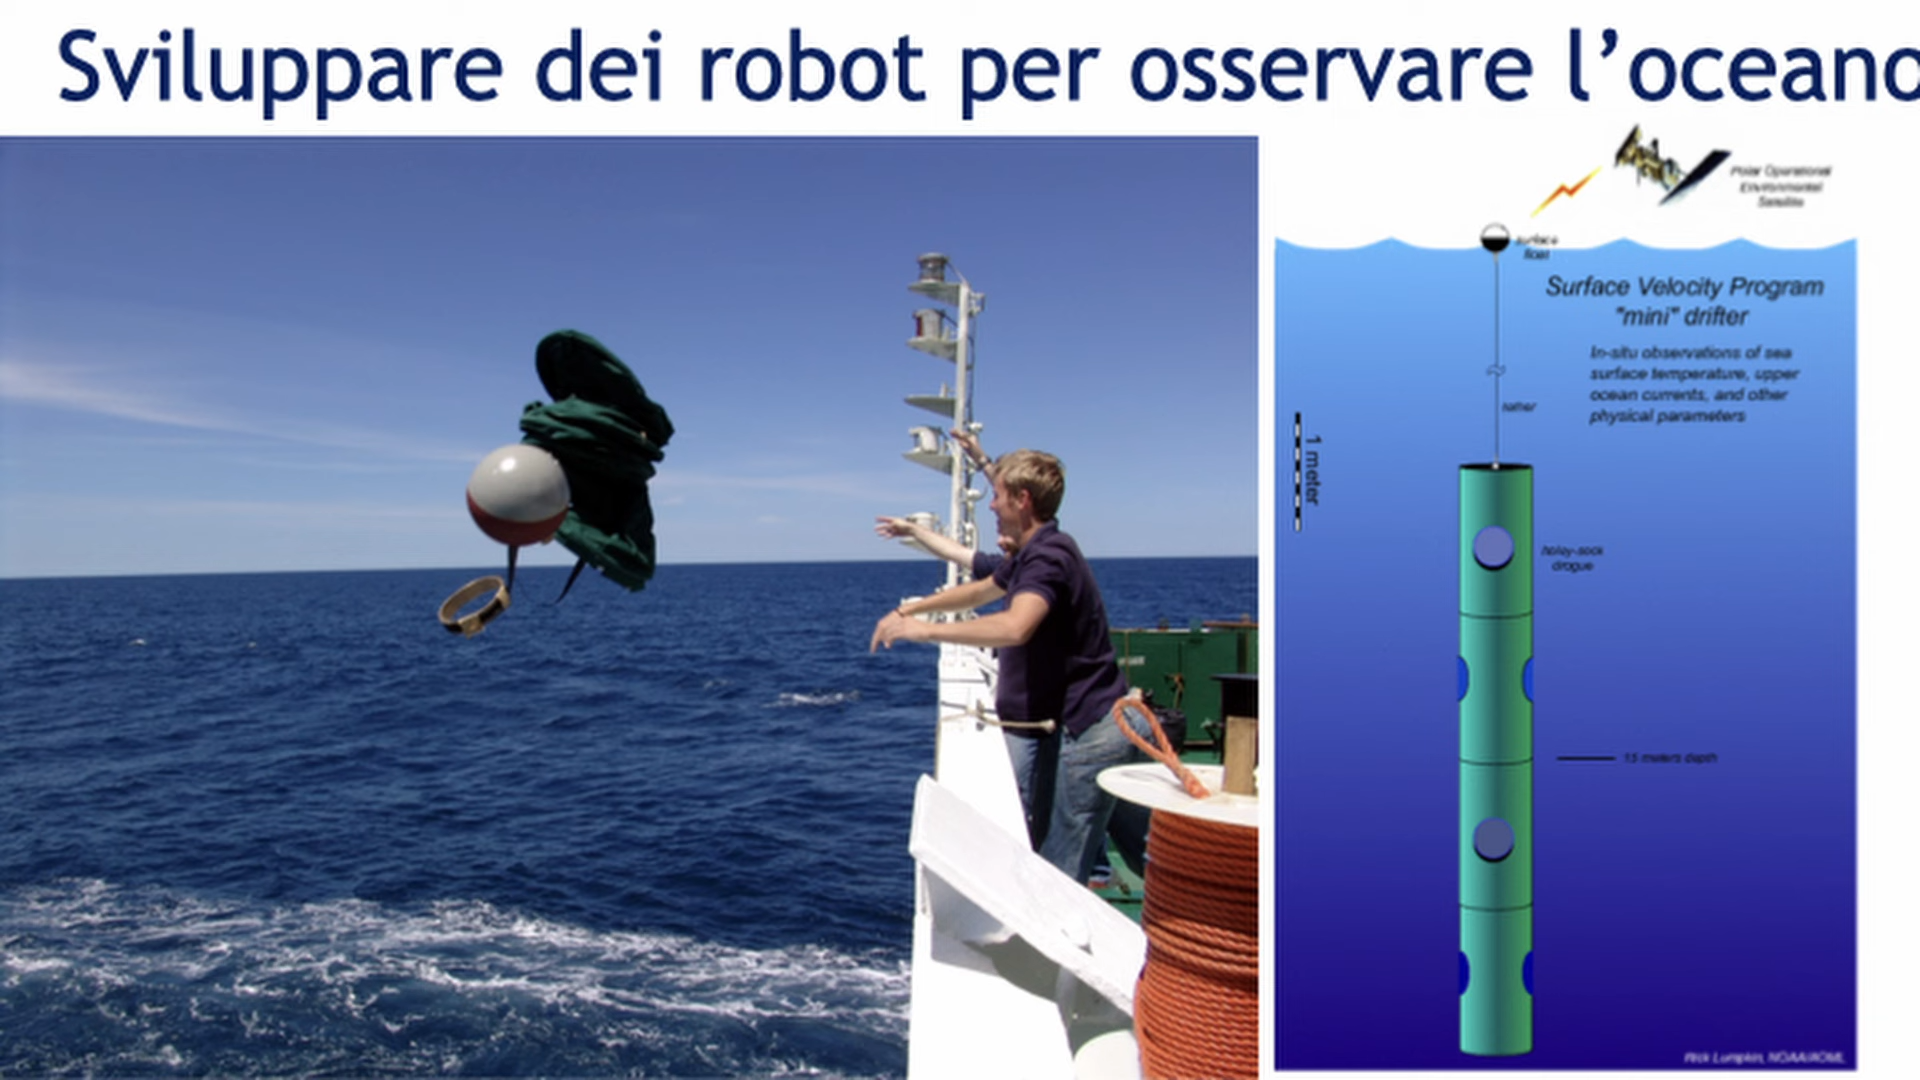 Sviluppare dei robot per osservare l’oceano
Polar Operational
Environmental
Satellite
surface
float
Surface Velocity Program
"mini" drifter
In-situ observations of sea
surface temperature, upper
ocean currents, and other
physical parameters
tether
1 meter
holey-sock
drogue
15 meters depth
Rick Lumpkin, NOAA/AOML